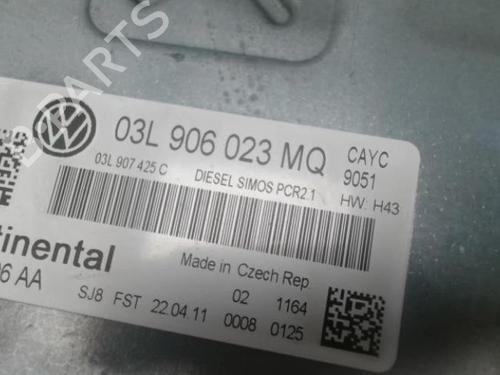 03L 906 023 MQ
CAYC
9051
HW: H43
03L 907 425 C
DIESEL SIMOS PCR2.1
tinental
Made in Czech Rep.
6 AA
02 1164
SJ8 FST 22.04.11 0008 0125
B-PARTS